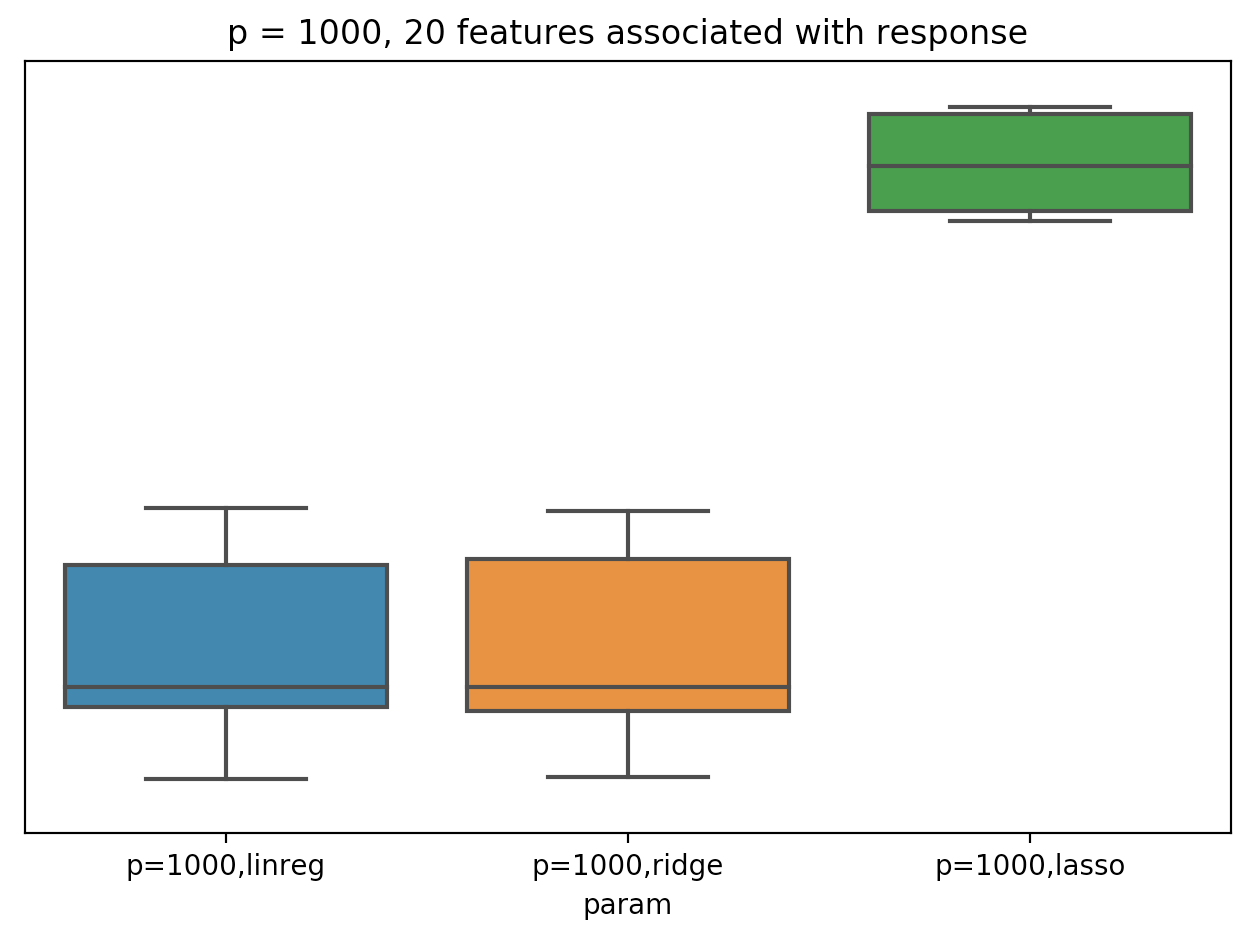 p = 1000, 20 features associated with response
p=1000,linreg
p=1000,ridge
p=1000,lasso
param